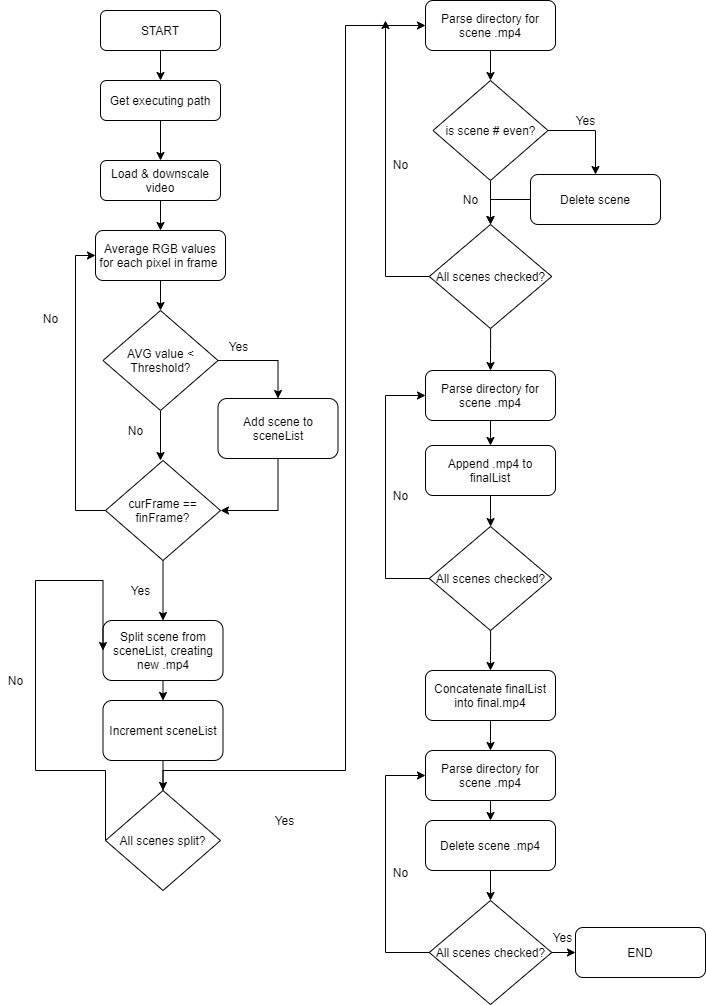 START
Get executing path
Load & downscale
video
Average RGB values
for each pixel in frame
No
AVG value <
Threshold?
Yes
Add scene to
sceneList
No
curFrame ==
finFrame?
Yes
Split scene from
sceneList, creating
new .mp4
No
Increment sceneList
All scenes split?
Yes
Parse directory for
scene .mp4
is scene # even?
Yes
No
No
Delete scene
All scenes checked?
Parse directory for
scene .mp4
Append .mp4 to
finalList
No
All scenes checked?
Concatenate finalList
into final.mp4
Parse directory for
scene .mp4
Delete scene .mp4
No
All scenes checked?
Yes
END